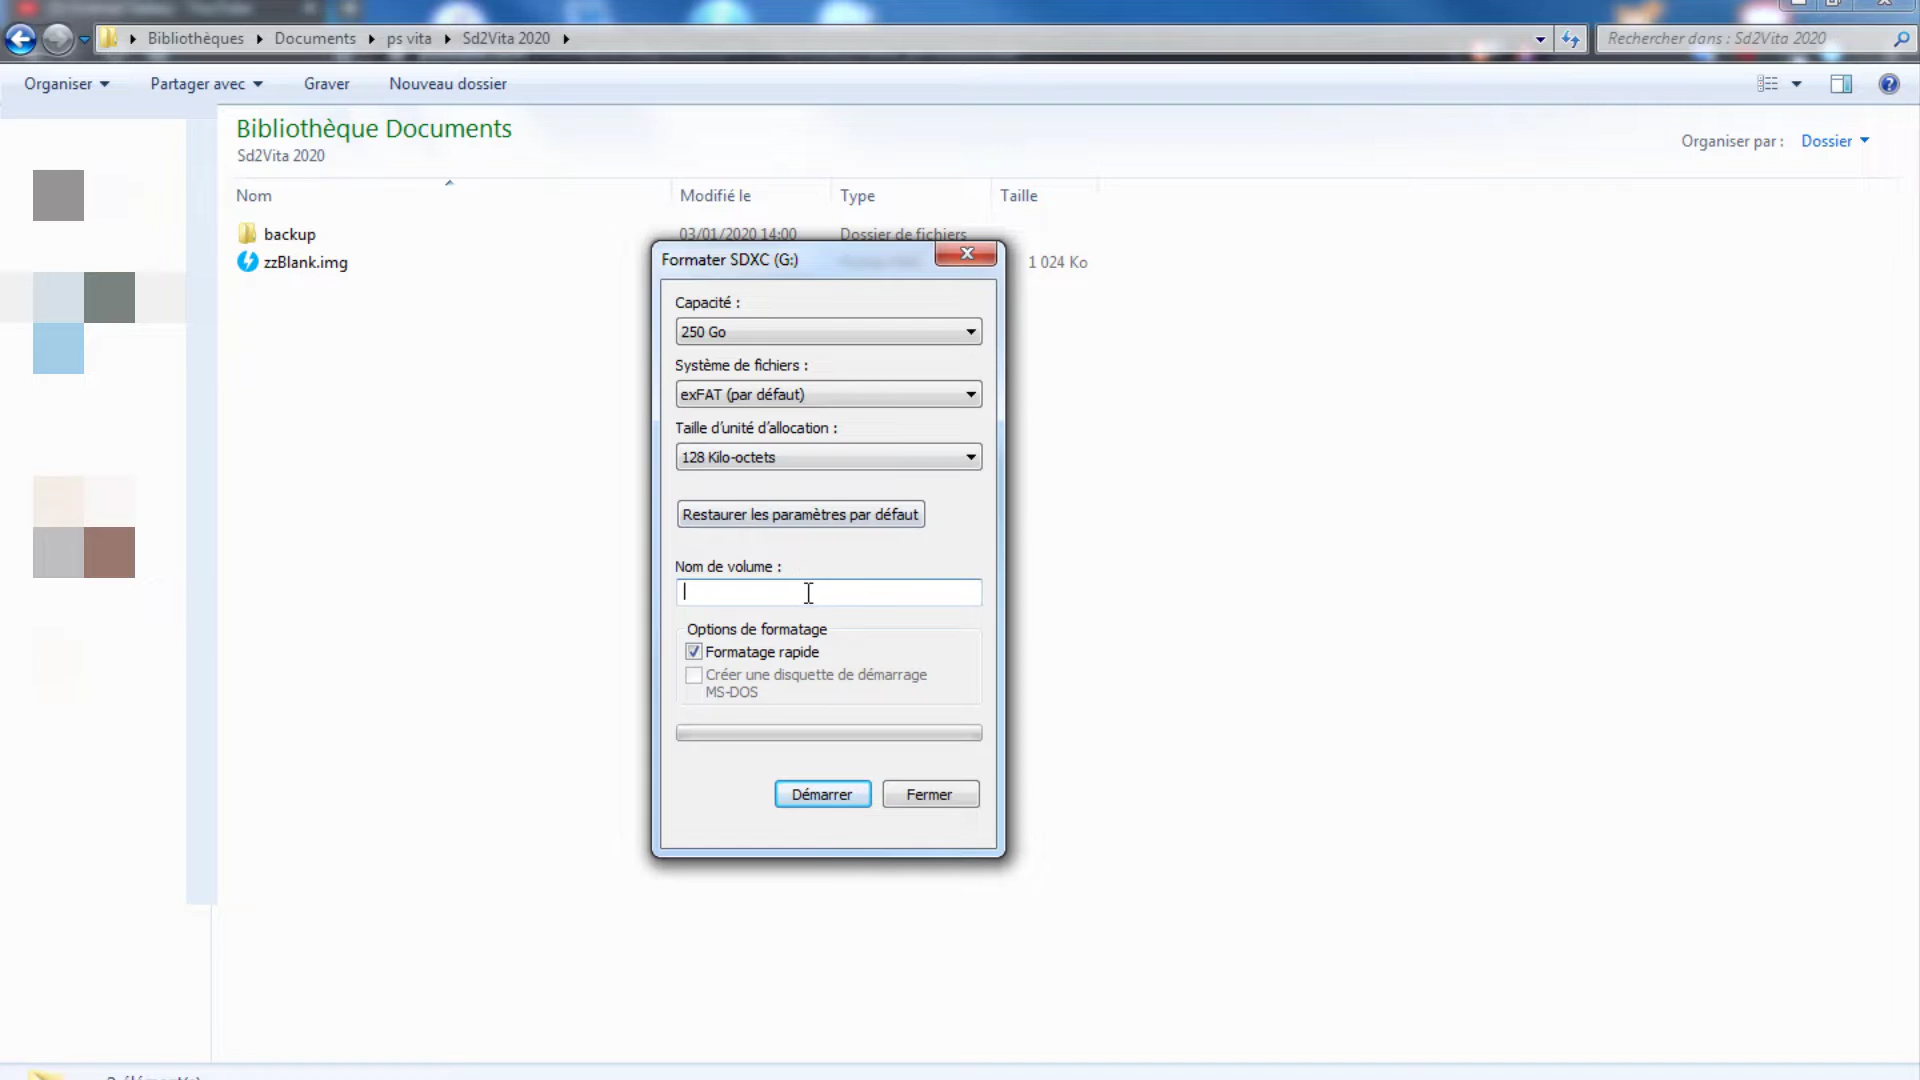 Bibliothèques
Documents
ps vita
Sd2Vita 2020
Rechercher dans : Sd2Vita 2020
Organiser
Partager avec
Graver
Nouveau dossier
Bibliothèque Documents
Sd2Vita 2020
Organiser par :
Dossier
Nom
Modifié le
Type
Taille
backup
03/01/2020 14:00
Dossier de fichiers
zzBlank.img
1 024 Ko
Formater SDXC (G:)
Capacité :
250 Go
Système de fichiers :
exFAT (par défaut)
Taille d'unité d'allocation :
128 Kilo-octets
Restaurer les paramètres par défaut
Nom de volume :
Options de formatage
Formatage rapide
Créer une disquette de démarrage
MS-DOS
Démarrer
Fermer